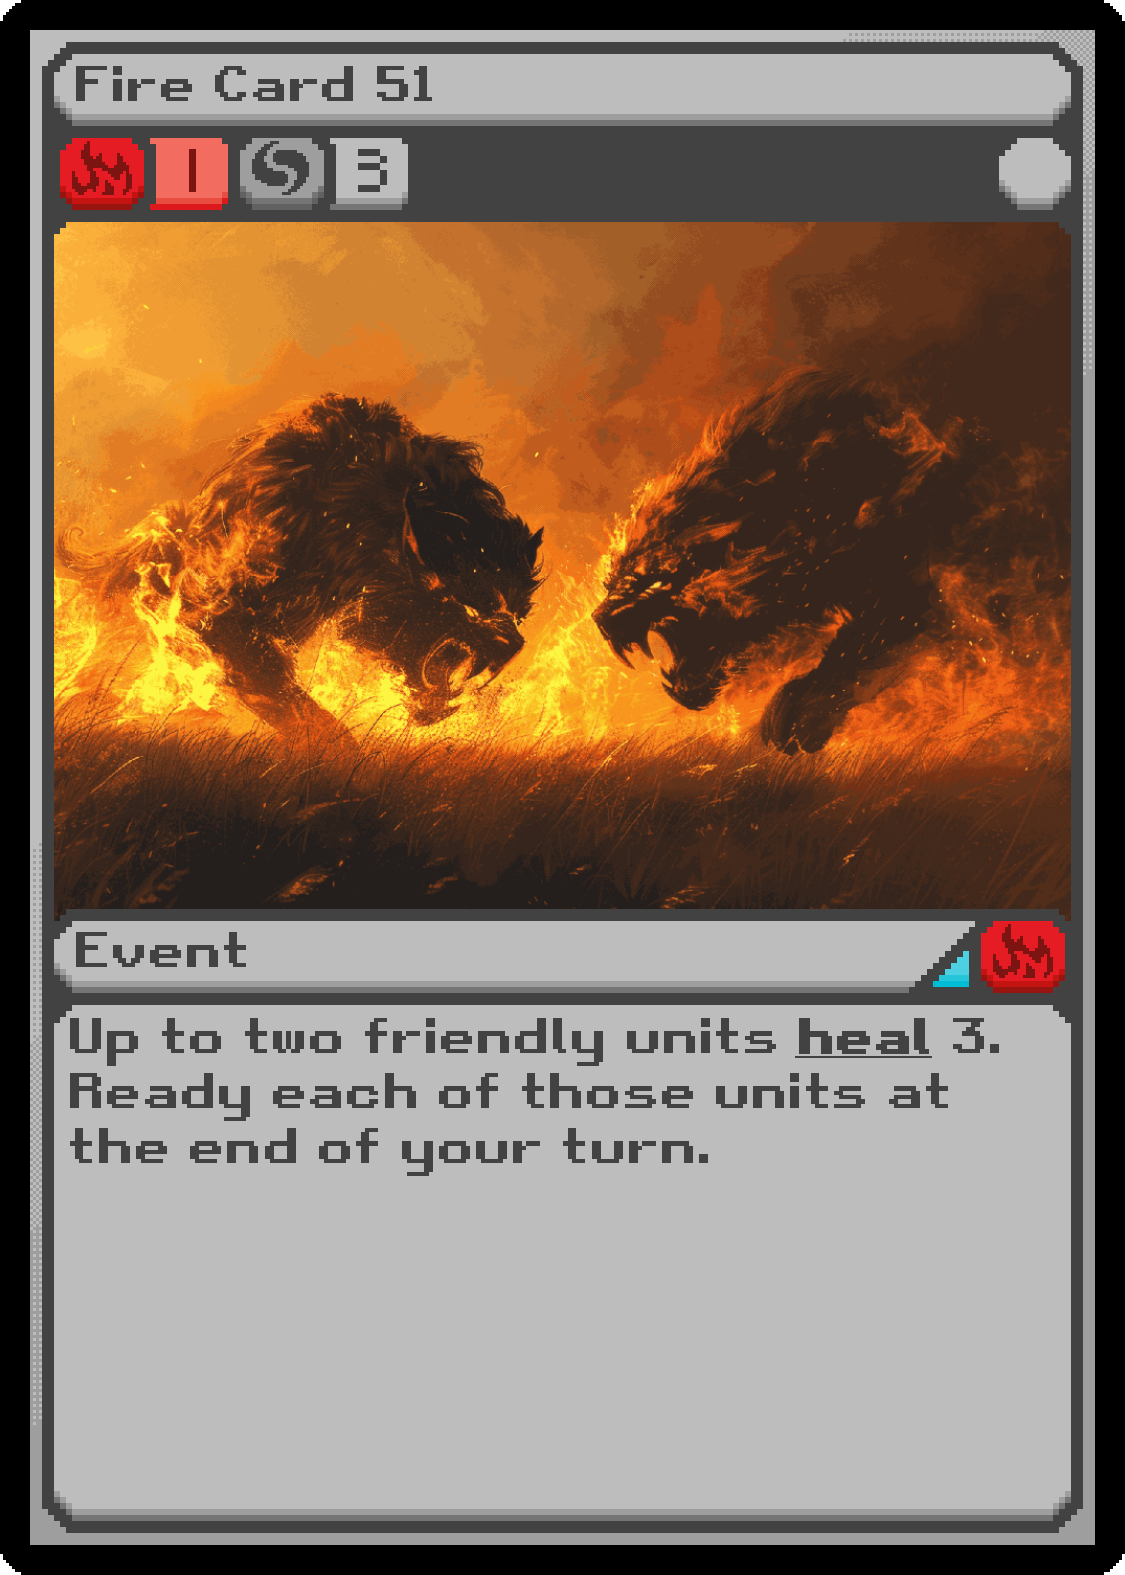 Fire Card 51
1 3
Event
Up to two friendly units heal 3.
Ready each of those units at
the end of your turn.